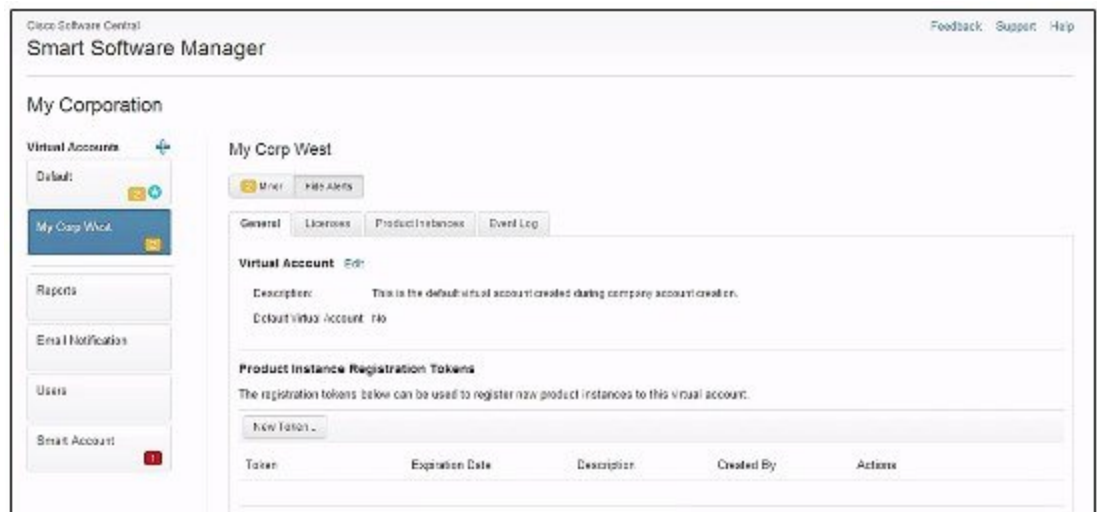 Cisco Software Central
Feedback Support Help
Smart Software Manager
My Corporation
Virtual Accounts
My Corp West
Default
2
2 Minor Hide Alerts
My Corp West
2
General Licenses Product Instances Event Log
Virtual Account Edit
Description: This is the default virtual account created during company account creation.
Default Virtual Account: No
Reports
Email Notification
Product Instance Registration Tokens
The registration tokens below can be used to register new product instances to this virtual account.
Users
New Token...
Smart Account
Token Expiration Date Description Created By Actions